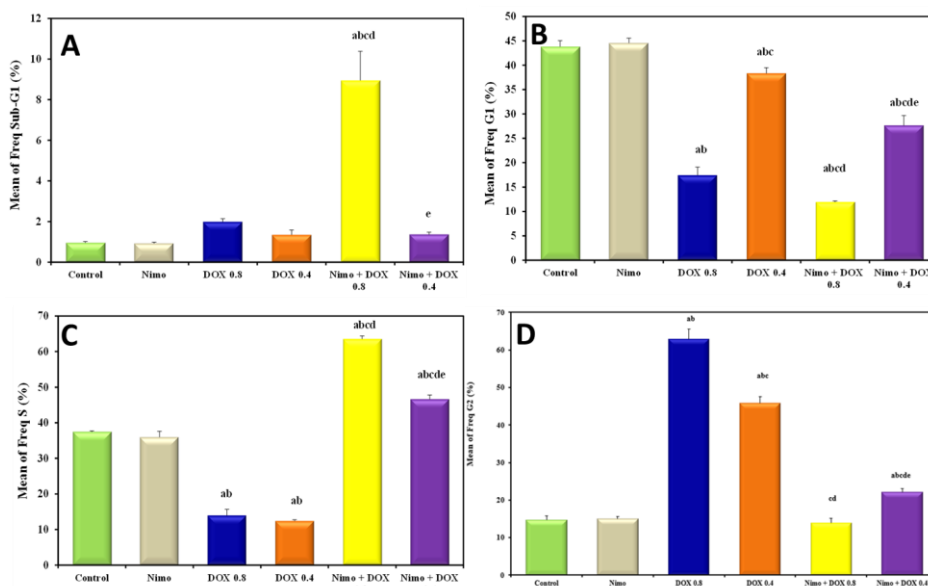 A
Mean of Freq Sub-G1 (%)
12
10
8
6
4
2
0
abcd
e
Control
Nimo
DOX 0.8
DOX 0.4
Nimo + DOX
0.8
Nimo + DOX
0.4
B
Mean of Freq G1 (%)
50
45
40
35
30
25
20
15
10
5
0
ab
abc
abcd
abcde
Control
Nimo
DOX 0.8
DOX 0.4
Nimo + DOX
0.8
Nimo + DOX
0.4
C
Mean of Freq S (%)
70
60
50
40
30
20
10
0
ab
ab
abcd
abcde
Control
Nimo
DOX 0.8
DOX 0.4
Nimo + DOX
Nimo + DOX
D
Mean of Freq G2 (%)
70
60
50
40
30
20
10
0
ab
abc
cd
abcde
Control
Nimo
DOX 0.8
DOX 0.4
Nimo + DOX 0.8
Nimo + DOX 0.4